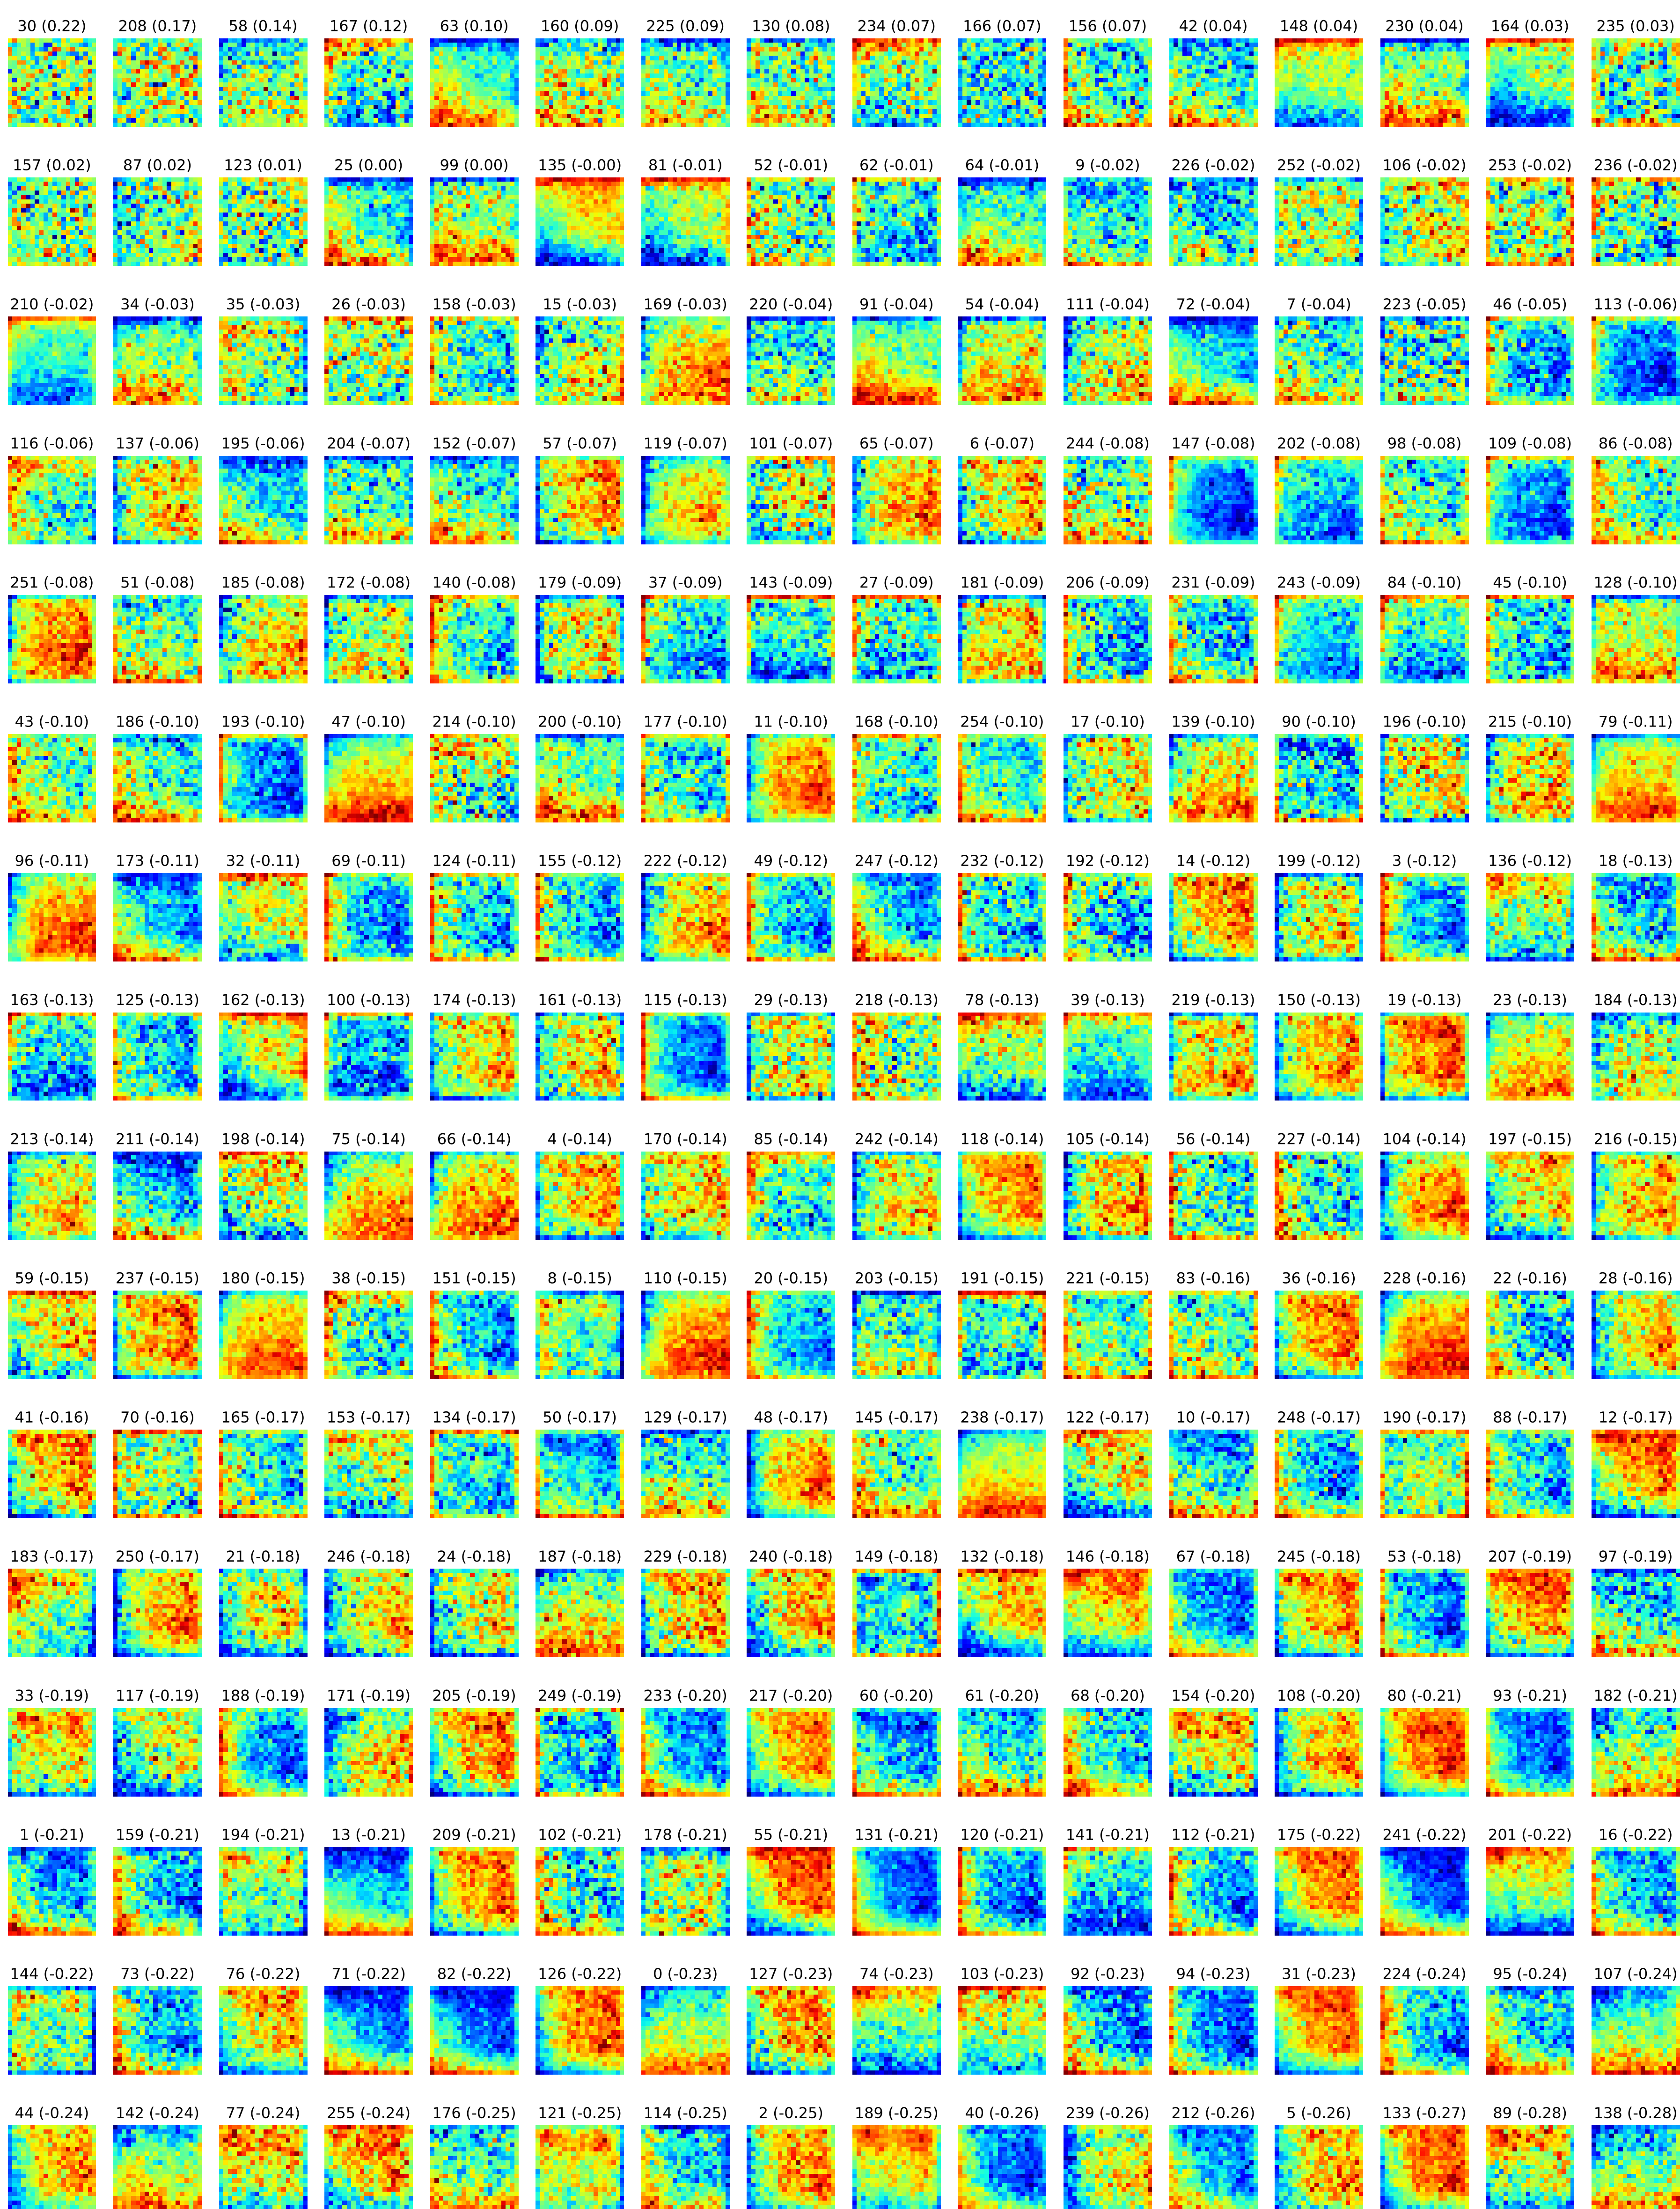 30 (0.22) 208 (0.17) 58 (0.14) 167 (0.12) 63 (0.10) 160 (0.09) 225 (0.09) 130 (0.08) 234 (0.07) 166 (0.07) 156 (0.07) 42 (0.04) 148 (0.04) 230 (0.04) 164 (0.03) 235 (0.03)
157 (0.02) 87 (0.02) 123 (0.01) 25 (0.00) 99 (0.00) 135 (-0.00) 81 (-0.01) 52 (-0.01) 62 (-0.01) 64 (-0.01) 9 (-0.02) 226 (-0.02) 252 (-0.02) 106 (-0.02) 253 (-0.02) 236 (-0.02)
210 (-0.02) 34 (-0.03) 35 (-0.03) 26 (-0.03) 158 (-0.03) 15 (-0.03) 169 (-0.03) 220 (-0.04) 91 (-0.04) 54 (-0.04) 111 (-0.04) 72 (-0.04) 7 (-0.04) 223 (-0.05) 46 (-0.05) 113 (-0.06)
116 (-0.06) 137 (-0.06) 195 (-0.06) 204 (-0.07) 152 (-0.07) 57 (-0.07) 119 (-0.07) 101 (-0.07) 65 (-0.07) 6 (-0.07) 244 (-0.08) 147 (-0.08) 202 (-0.08) 98 (-0.08) 109 (-0.08) 86 (-0.08)
251 (-0.08) 51 (-0.08) 185 (-0.08) 172 (-0.08) 140 (-0.08) 179 (-0.09) 37 (-0.09) 143 (-0.09) 27 (-0.09) 181 (-0.09) 206 (-0.09) 231 (-0.09) 243 (-0.09) 84 (-0.10) 45 (-0.10) 128 (-0.10)
43 (-0.10) 186 (-0.10) 193 (-0.10) 47 (-0.10) 214 (-0.10) 200 (-0.10) 177 (-0.10) 11 (-0.10) 168 (-0.10) 254 (-0.10) 17 (-0.10) 139 (-0.10) 90 (-0.10) 196 (-0.10) 215 (-0.10) 79 (-0.11)
96 (-0.11) 173 (-0.11) 32 (-0.11) 69 (-0.11) 124 (-0.11) 155 (-0.12) 222 (-0.12) 49 (-0.12) 247 (-0.12) 232 (-0.12) 192 (-0.12) 14 (-0.12) 199 (-0.12) 3 (-0.12) 136 (-0.12) 18 (-0.13)
163 (-0.13) 125 (-0.13) 162 (-0.13) 100 (-0.13) 174 (-0.13) 161 (-0.13) 115 (-0.13) 29 (-0.13) 218 (-0.13) 78 (-0.13) 39 (-0.13) 219 (-0.13) 150 (-0.13) 19 (-0.13) 23 (-0.13) 184 (-0.13)
213 (-0.14) 211 (-0.14) 198 (-0.14) 75 (-0.14) 66 (-0.14) 4 (-0.14) 170 (-0.14) 85 (-0.14) 242 (-0.14) 118 (-0.14) 105 (-0.14) 56 (-0.14) 227 (-0.14) 104 (-0.14) 197 (-0.15) 216 (-0.15)
59 (-0.15) 237 (-0.15) 180 (-0.15) 38 (-0.15) 151 (-0.15) 8 (-0.15) 110 (-0.15) 20 (-0.15) 203 (-0.15) 191 (-0.15) 221 (-0.15) 83 (-0.16) 36 (-0.16) 228 (-0.16) 22 (-0.16) 28 (-0.16)
41 (-0.16) 70 (-0.16) 165 (-0.17) 153 (-0.17) 134 (-0.17) 50 (-0.17) 129 (-0.17) 48 (-0.17) 145 (-0.17) 238 (-0.17) 122 (-0.17) 10 (-0.17) 248 (-0.17) 190 (-0.17) 88 (-0.17) 12 (-0.17)
183 (-0.17) 250 (-0.17) 21 (-0.18) 246 (-0.18) 24 (-0.18) 187 (-0.18) 229 (-0.18) 240 (-0.18) 149 (-0.18) 132 (-0.18) 146 (-0.18) 67 (-0.18) 245 (-0.18) 53 (-0.18) 207 (-0.19) 97 (-0.19)
33 (-0.19) 117 (-0.19) 188 (-0.19) 171 (-0.19) 205 (-0.19) 249 (-0.19) 233 (-0.20) 217 (-0.20) 60 (-0.20) 61 (-0.20) 68 (-0.20) 154 (-0.20) 108 (-0.20) 80 (-0.21) 93 (-0.21) 182 (-0.21)
1 (-0.21) 159 (-0.21) 194 (-0.21) 13 (-0.21) 209 (-0.21) 102 (-0.21) 178 (-0.21) 55 (-0.21) 131 (-0.21) 120 (-0.21) 141 (-0.21) 112 (-0.21) 175 (-0.22) 241 (-0.22) 201 (-0.22) 16 (-0.22)
144 (-0.22) 73 (-0.22) 76 (-0.22) 71 (-0.22) 82 (-0.22) 126 (-0.22) 0 (-0.23) 127 (-0.23) 74 (-0.23) 103 (-0.23) 92 (-0.23) 94 (-0.23) 31 (-0.23) 224 (-0.24) 95 (-0.24) 107 (-0.24)
44 (-0.24) 142 (-0.24) 77 (-0.24) 255 (-0.24) 176 (-0.25) 121 (-0.25) 114 (-0.25) 2 (-0.25) 189 (-0.25) 40 (-0.26) 239 (-0.26) 212 (-0.26) 5 (-0.26) 133 (-0.27) 89 (-0.28) 138 (-0.28)